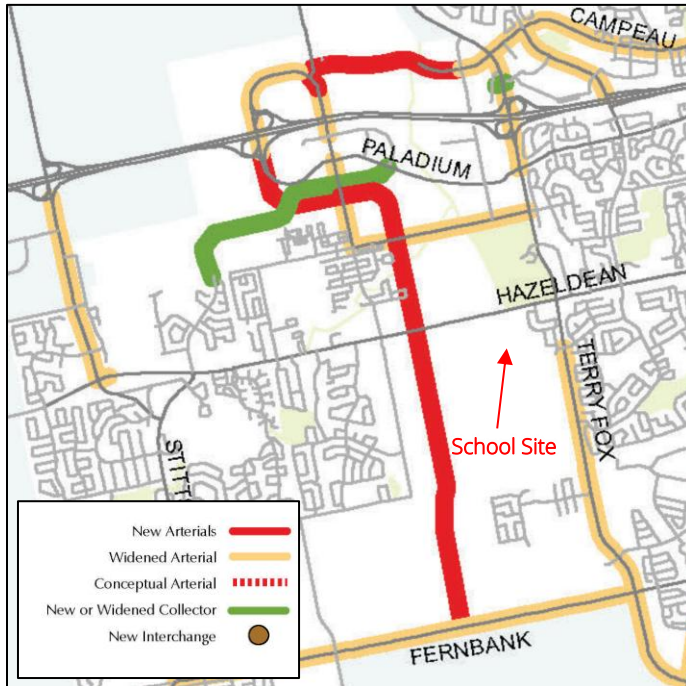 CAMPEAU
PALADIUM
HAZELDEAN
TERRY FOX
School Site
STITT
New Arterials
Widened Arterial
Conceptual Arterial
New or Widened Collector
New Interchange
FERNBANK